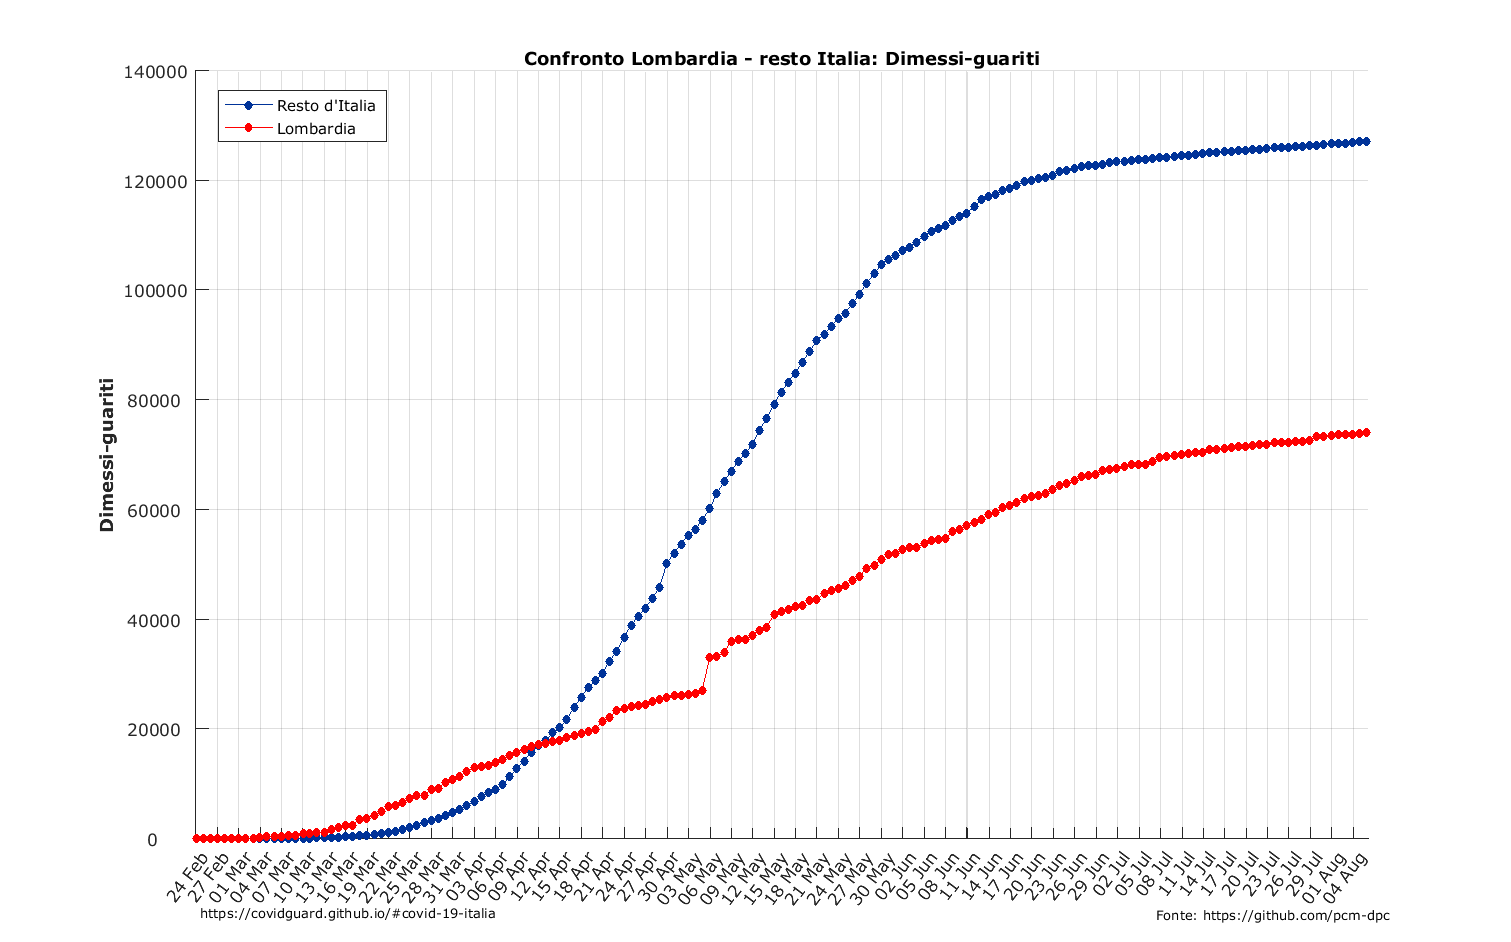 Confronto Lombardia - resto Italia: Dimessi-guariti
140000
120000
100000
80000
60000
40000
20000
0
Dimessi-guariti
Resto d'Italia
Lombardia
24 Feb
27 Feb
01 Mar
04 Mar
07 Mar
10 Mar
13 Mar
16 Mar
19 Mar
22 Mar
25 Mar
28 Mar
31 Mar
03 Apr
06 Apr
09 Apr
12 Apr
15 Apr
18 Apr
21 Apr
24 Apr
27 Apr
30 Apr
03 May
06 May
09 May
12 May
15 May
18 May
21 May
24 May
27 May
30 May
02 Jun
05 Jun
08 Jun
11 Jun
14 Jun
17 Jun
20 Jun
23 Jun
26 Jun
29 Jun
02 Jul
05 Jul
08 Jul
11 Jul
14 Jul
17 Jul
20 Jul
23 Jul
26 Jul
29 Jul
01 Aug
04 Aug
https://covidguard.github.io/#covid-19-italia
Fonte: https://github.com/pcm-dpc